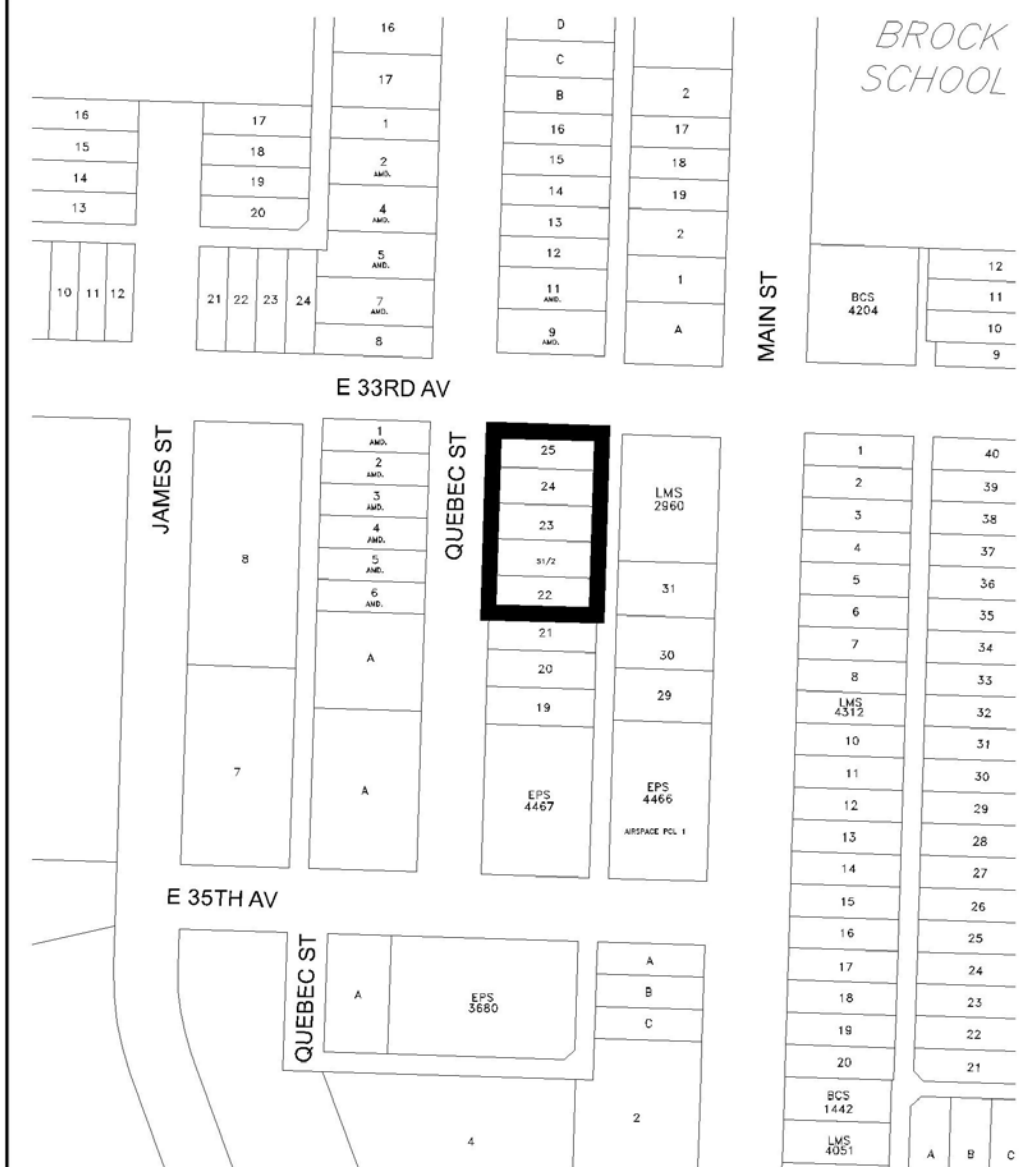 BROCK
SCHOOL
16
17
1
2
AMD.
4
AMD.
5
AMD.
7
AMD.
8
D
C
B
16
15
14
13
12
11
AMD.
9
AMD.
2
17
18
19
2
1
A
16
15
14
13
17
18
19
20
10 11 12
21 22 23 24
MAIN ST
BCS
4204
12
11
10
9
E 33RD AV
JAMES ST
8
7
1
AMD.
2
AMD.
3
AMD.
4
AMD.
5
AMD.
6
AMD.
A
A
QUEBEC ST
25
24
23
S1/2
22
21
20
19
EPS
4467
LMS
2960
31
30
29
EPS
4466
AIRSPACE PCL 1
1
2
3
4
5
6
7
8
LMS
4312
10
11
12
13
14
15
16
17
18
19
20
BCS
1442
LMS
4051
40
39
38
37
36
35
34
33
32
31
30
29
28
27
26
25
24
23
22
21
A B C
E 35TH AV
QUEBEC ST
A
EPS
3680
A
B
C
4
2